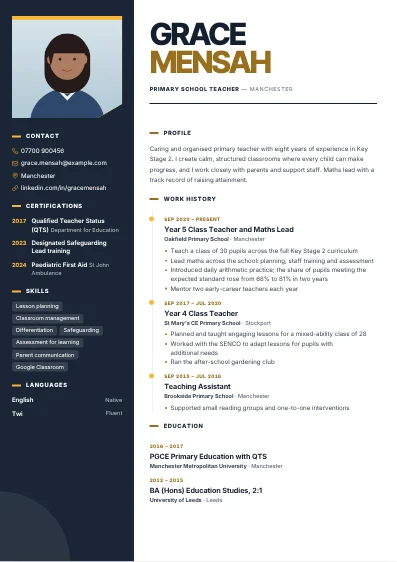 GRACE
MENSAH
PRIMARY SCHOOL TEACHER — MANCHESTER
CONTACT
07700 900456
grace.mensah@example.com
Manchester
linkedin.com/in/gracemensah
CERTIFICATIONS
2017 Qualified Teacher Status
(QTS) Department for Education
2023 Designated Safeguarding
Lead training
2024 Paediatric First Aid St John
Ambulance
SKILLS
Lesson planning
Classroom management
Differentiation Safeguarding
Assessment for learning
Parent communication
Google Classroom
LANGUAGES
English Native
Twi Fluent
PROFILE
Caring and organised primary teacher with eight years of experience in Key
Stage 2. I create calm, structured classrooms where every child can make
progress, and I work closely with parents and support staff. Maths lead with a
track record of raising attainment.
WORK HISTORY
SEP 2020 – PRESENT
Year 5 Class Teacher and Maths Lead
Oakfield Primary School · Manchester
• Teach a class of 30 pupils across the full Key Stage 2 curriculum
• Lead maths across the school: planning, staff training and assessment
• Introduced daily arithmetic practice; the share of pupils meeting the
expected standard rose from 68% to 81% in two years
• Mentor two early-career teachers each year
SEP 2017 – JUL 2020
Year 4 Class Teacher
St Mary's CE Primary School · Stockport
• Planned and taught engaging lessons for a mixed-ability class of 28
• Worked with the SENCO to adapt lessons for pupils with
additional needs
• Ran the after-school gardening club
SEP 2015 – JUL 2016
Teaching Assistant
Brookside Primary School · Manchester
• Supported small reading groups and one-to-one interventions
EDUCATION
2016 – 2017
PGCE Primary Education with QTS
Manchester Metropolitan University · Manchester
2012 – 2015
BA (Hons) Education Studies, 2:1
University of Leeds · Leeds